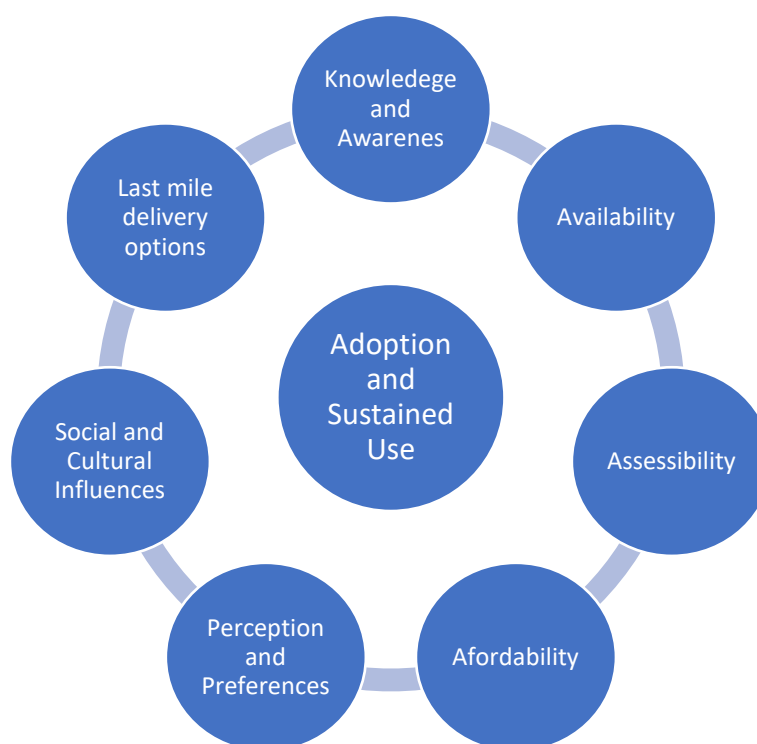 Knowledege
and
Awarenes
Availability
Assessibility
Afordability
Perception
and
Preferences
Social and
Cultural
Influences
Last mile
delivery
options
Adoption
and
Sustained
Use